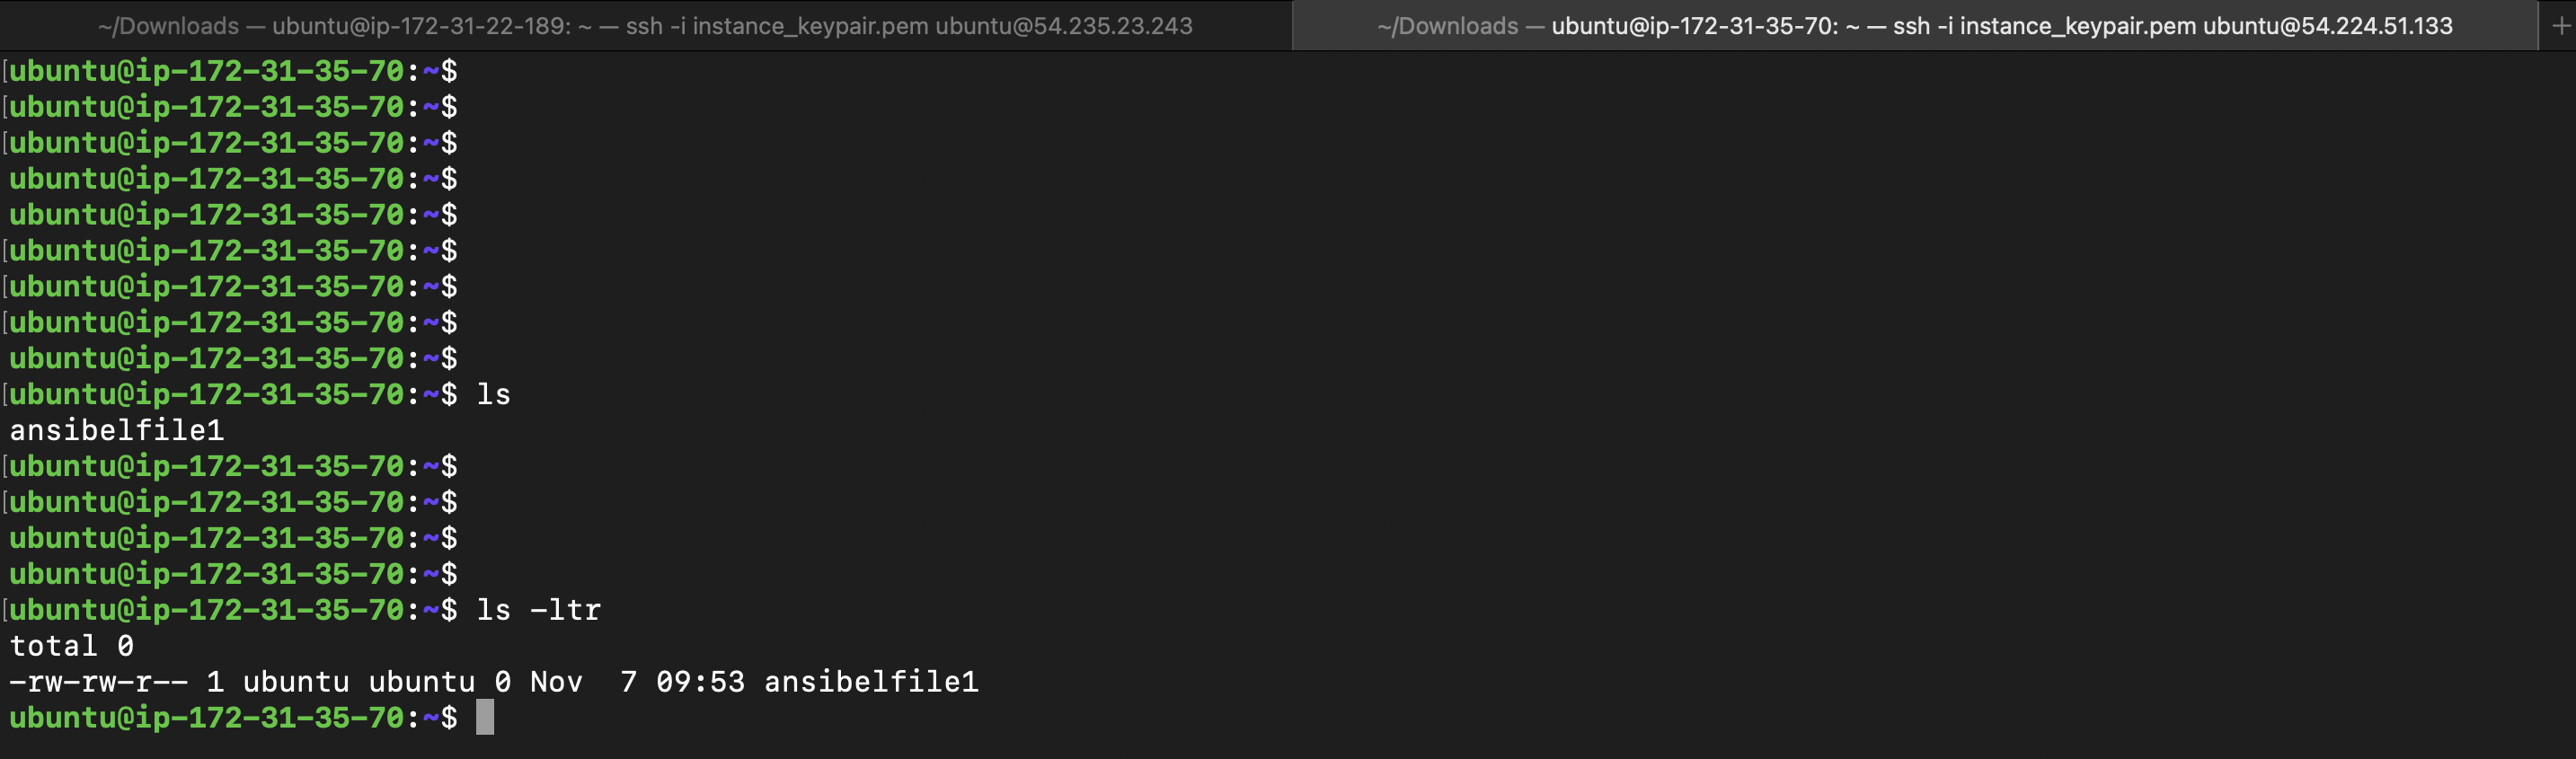 ~/Downloads — ubuntu@ip-172-31-22-189: ~ — ssh -i instance_keypair.pem ubuntu@54.235.23.243
~/Downloads — ubuntu@ip-172-31-35-70: ~ — ssh -i instance_keypair.pem ubuntu@54.224.51.133
+
[ubuntu@ip-172-31-35-70:~$
[ubuntu@ip-172-31-35-70:~$
[ubuntu@ip-172-31-35-70:~$
ubuntu@ip-172-31-35-70:~$
ubuntu@ip-172-31-35-70:~$
[ubuntu@ip-172-31-35-70:~$
[ubuntu@ip-172-31-35-70:~$
[ubuntu@ip-172-31-35-70:~$
ubuntu@ip-172-31-35-70:~$
[ubuntu@ip-172-31-35-70:~$ ls
ansibelfile1
[ubuntu@ip-172-31-35-70:~$
[ubuntu@ip-172-31-35-70:~$
ubuntu@ip-172-31-35-70:~$
ubuntu@ip-172-31-35-70:~$
[ubuntu@ip-172-31-35-70:~$ ls -ltr
total 0
-rw-rw-r-- 1 ubuntu ubuntu 0 Nov  7 09:53 ansibelfile1
ubuntu@ip-172-31-35-70:~$